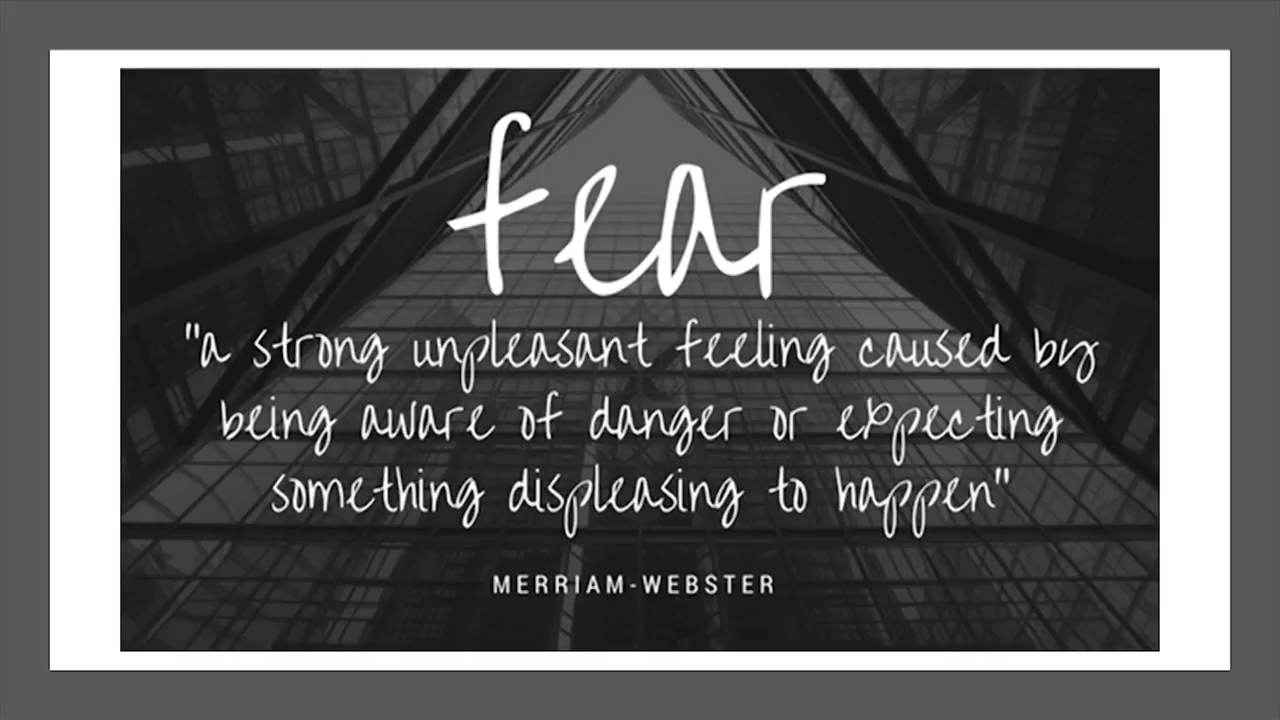 fear
"a strong unpleasant feeling caused by
being aware of danger or expecting
something displeasing to happen"
MERRIAM-WEBSTER